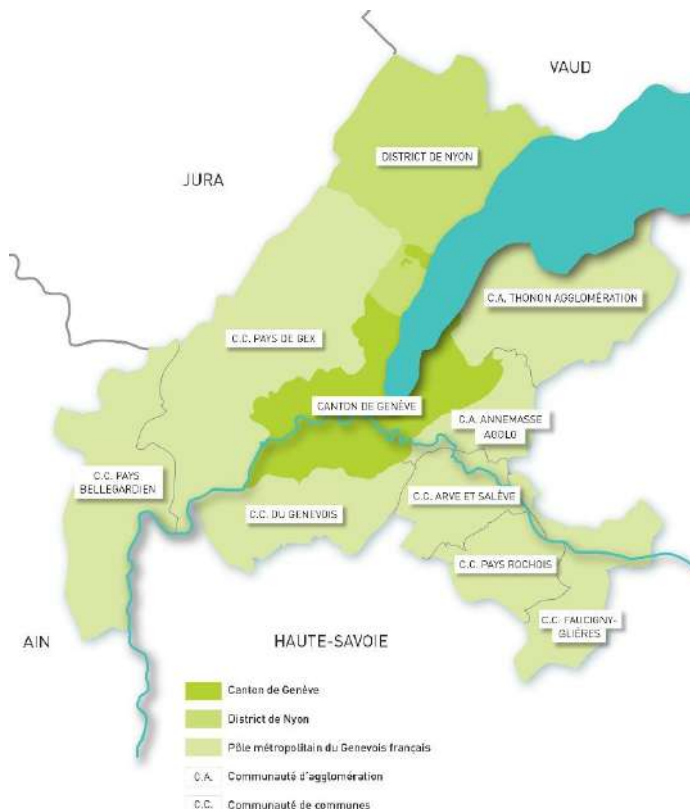 VAUD
DISTRICT DE NYON
JURA
C.A. THONON AGGLOMÉRATION
C.C. PAYS DE GEX
CANTON DE GENÈVE
C.A. ANNEMASSE
AGGLO
C.C. PAYS
BELLEGARDIEN
C.C. ARVE ET SALÈVE
C.C. DU GENEVOIS
C.C. PAYS ROCHOIS
C.C. FAUCIGNY-
GLIÈRES
AIN
HAUTE-SAVOIE
Canton de Genève
District de Nyon
Pôle métropolitain du Genevois français
C.A. Communauté d'agglomération
C.C. Communauté de communes